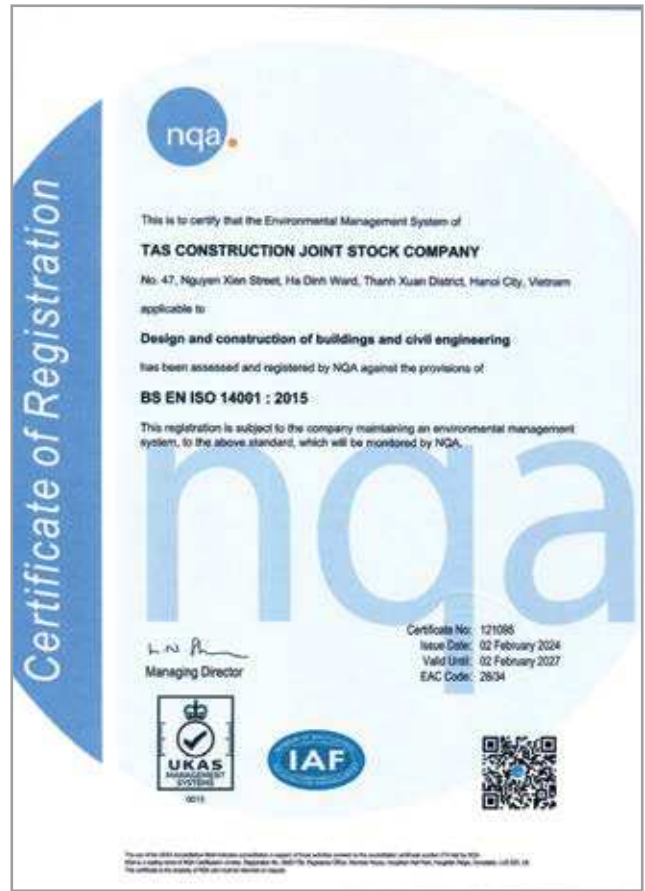 Certificate of Registration
nqa.
This is to certify that the Environmental Management System of
TAS CONSTRUCTION JOINT STOCK COMPANY
No. 47, Nguyen Xien Street, Ha Dinh Ward, Thanh Xuan District, Hanoi City, Vietnam
applicable to
Design and construction of buildings and civil engineering
has been assessed and registered by NQA against the provisions of
BS EN ISO 14001 : 2015
This registration is subject to the company maintaining an environmental management
system, to the above standard, which will be monitored by NQA.
nqa
Managing Director
Certificate No: 121095
Issue Date: 02 February 2024
Valid Until: 02 February 2027
EAC Code: 28/34
UKAS
MANAGEMENT
SYSTEMS
0015
IAF